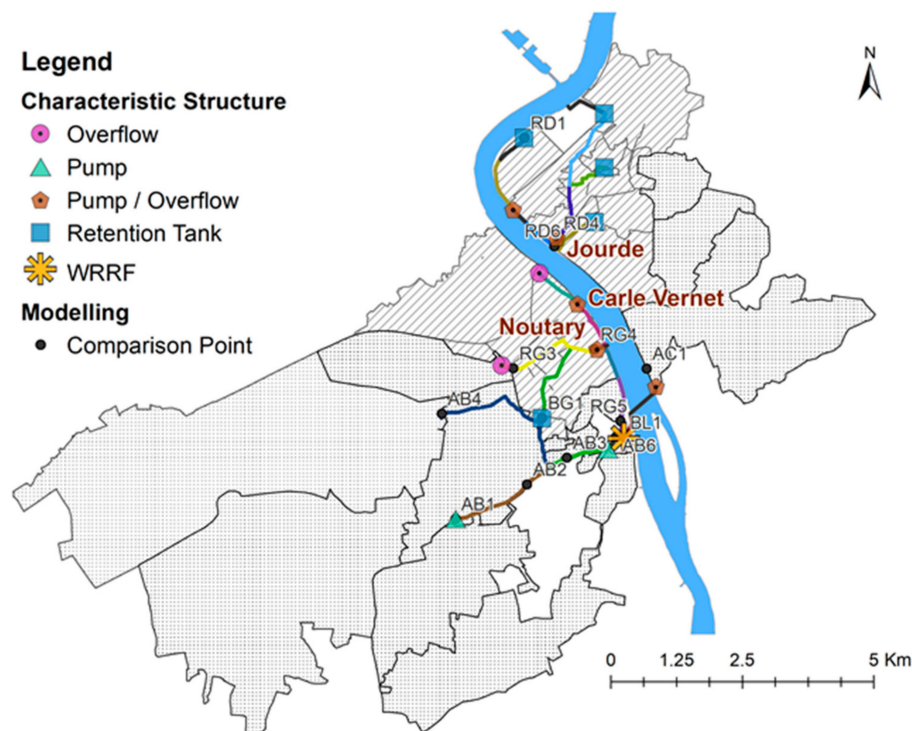 Legend
Characteristic Structure
Overflow
Pump
Pump / Overflow
Retention Tank
WRRF
Modelling
Comparison Point
N
RD1
RD4
RD6
Jourde
Carle Vernet
Noutary
RG4
RG3
AC1
AB4
BG1
RG5
BL1
AB3
AB6
AB2
AB1
0 1.25 2.5 5 Km